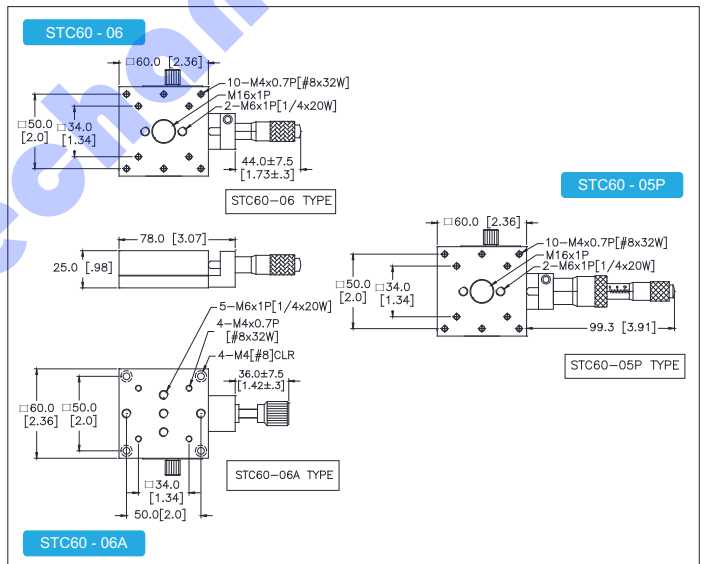 STC60 - 06
□60.0 [2.36]
10-M4x0.7P[#8x32W]
M16x1P
2-M6x1P[1/4x20W]
□50.0
[2.0]
□34.0
[1.34]
44.0±7.5
[1.73±.3]
STC60-06 TYPE
78.0 [3.07]
25.0 [.98]
5-M6x1P[1/4x20W]
4-M4x0.7P
[#8x32W]
4-M4[#8]CLR
36.0±7.5
[1.42±.3]
□60.0
[2.36]
□50.0
[2.0]
□34.0
[1.34]
50.0[2.0]
STC60-06A TYPE
STC60 - 06A
STC60 - 05P
□60.0 [2.36]
10-M4x0.7P[#8x32W]
M16x1P
2-M6x1P[1/4x20W]
□50.0
[2.0]
□34.0
[1.34]
99.3 [3.91]
STC60-05P TYPE
echan